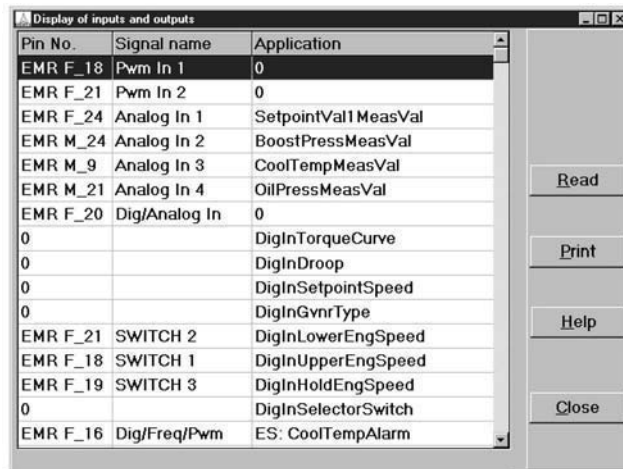 Display of inputs and outputs
Pin No. Signal name Application
EMR F_18 Pwm In 1 0
EMR F_21 Pwm In 2 0
EMR F_24 Analog In 1 SetpointVal1MeasVal
EMR M_24 Analog In 2 BoostPressMeasVal
EMR M_9 Analog In 3 CoolTempMeasVal
EMR M_21 Analog In 4 OilPressMeasVal
EMR F_20 Dig/Analog In 0
0 DigInTorqueCurve
0 DigInDroop
0 DigInSetpointSpeed
0 DigInGvnrType
EMR F_21 SWITCH 2 DigInLowerEngSpeed
EMR F_18 SWITCH 1 DigInUpperEngSpeed
EMR F_19 SWITCH 3 DigInHoldEngSpeed
0 DigInSelectorSwitch
EMR F_16 Dig/Freq/Pwm ES: CoolTempAlarm
Read
Print
Help
Close